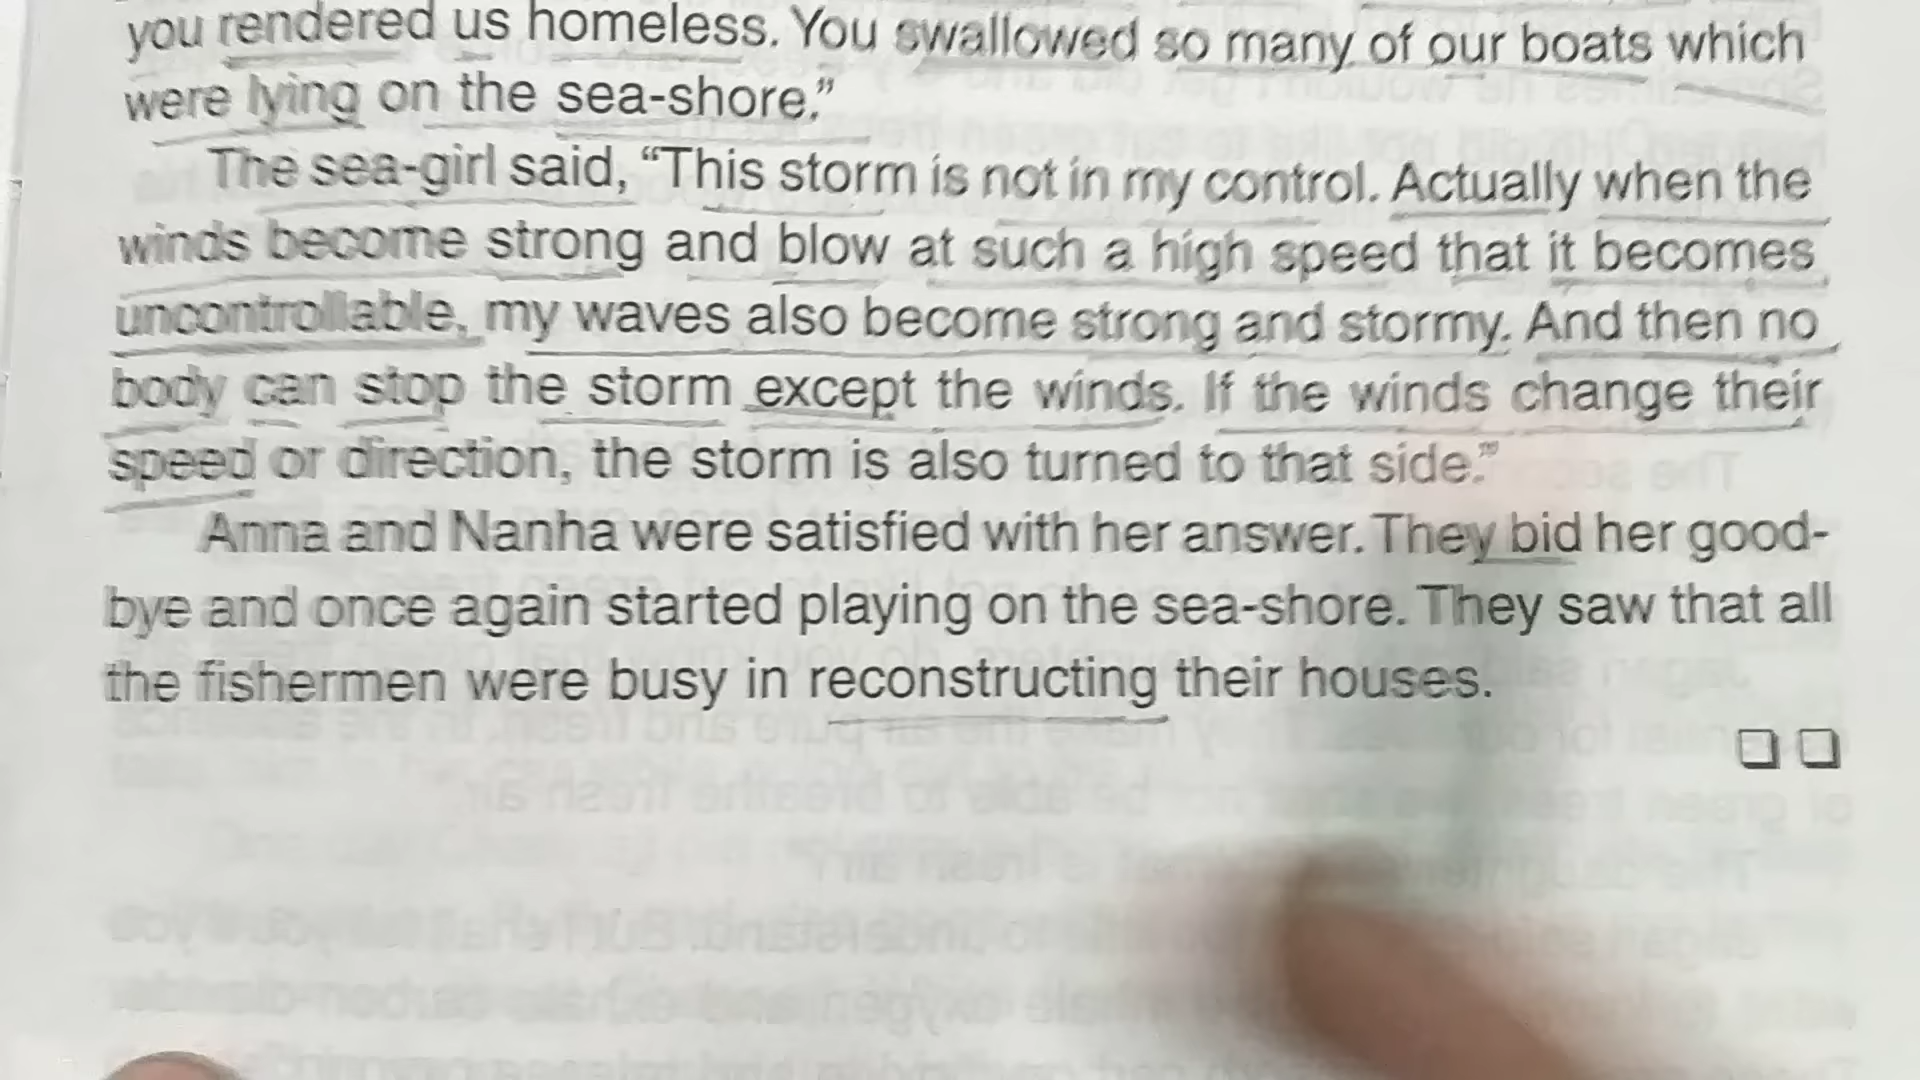 you rendered us homeless. You swallowed so many of our boats which
were lying on the sea-shore.”
The sea-girl said, “This storm is not in my control. Actually when the
winds become strong and blow at such a high speed that it becomes
uncontrollable, my waves also become strong and stormy. And then no
body can stop the storm except the winds. If the winds change their
speed or direction, the storm is also turned to that side.”
Anna and Nanha were satisfied with her answer. They bid her good-
bye and once again started playing on the sea-shore. They saw that all
the fishermen were busy in reconstructing their houses.